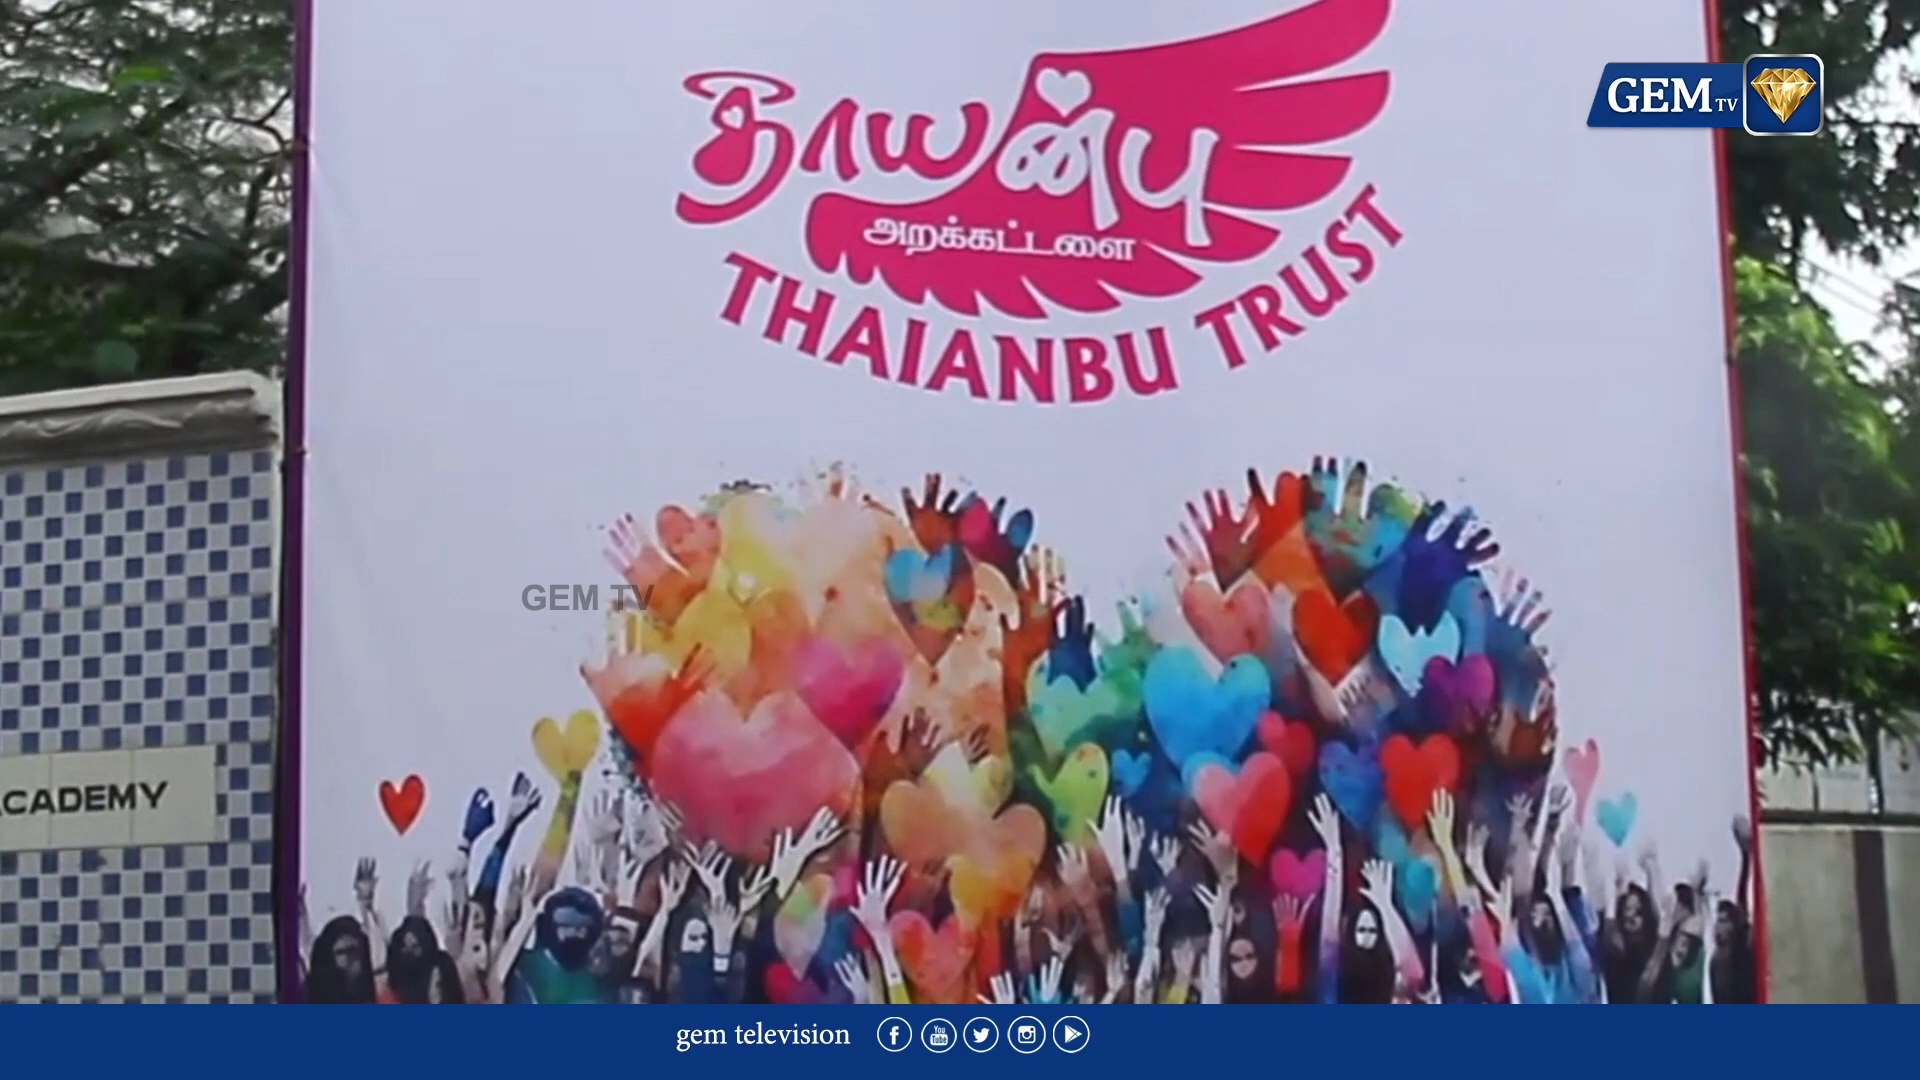 GEM TV
தாயன்பு
அறக்கட்டளை
THAIANBU TRUST
GEM TV
ACADEMY
gem television